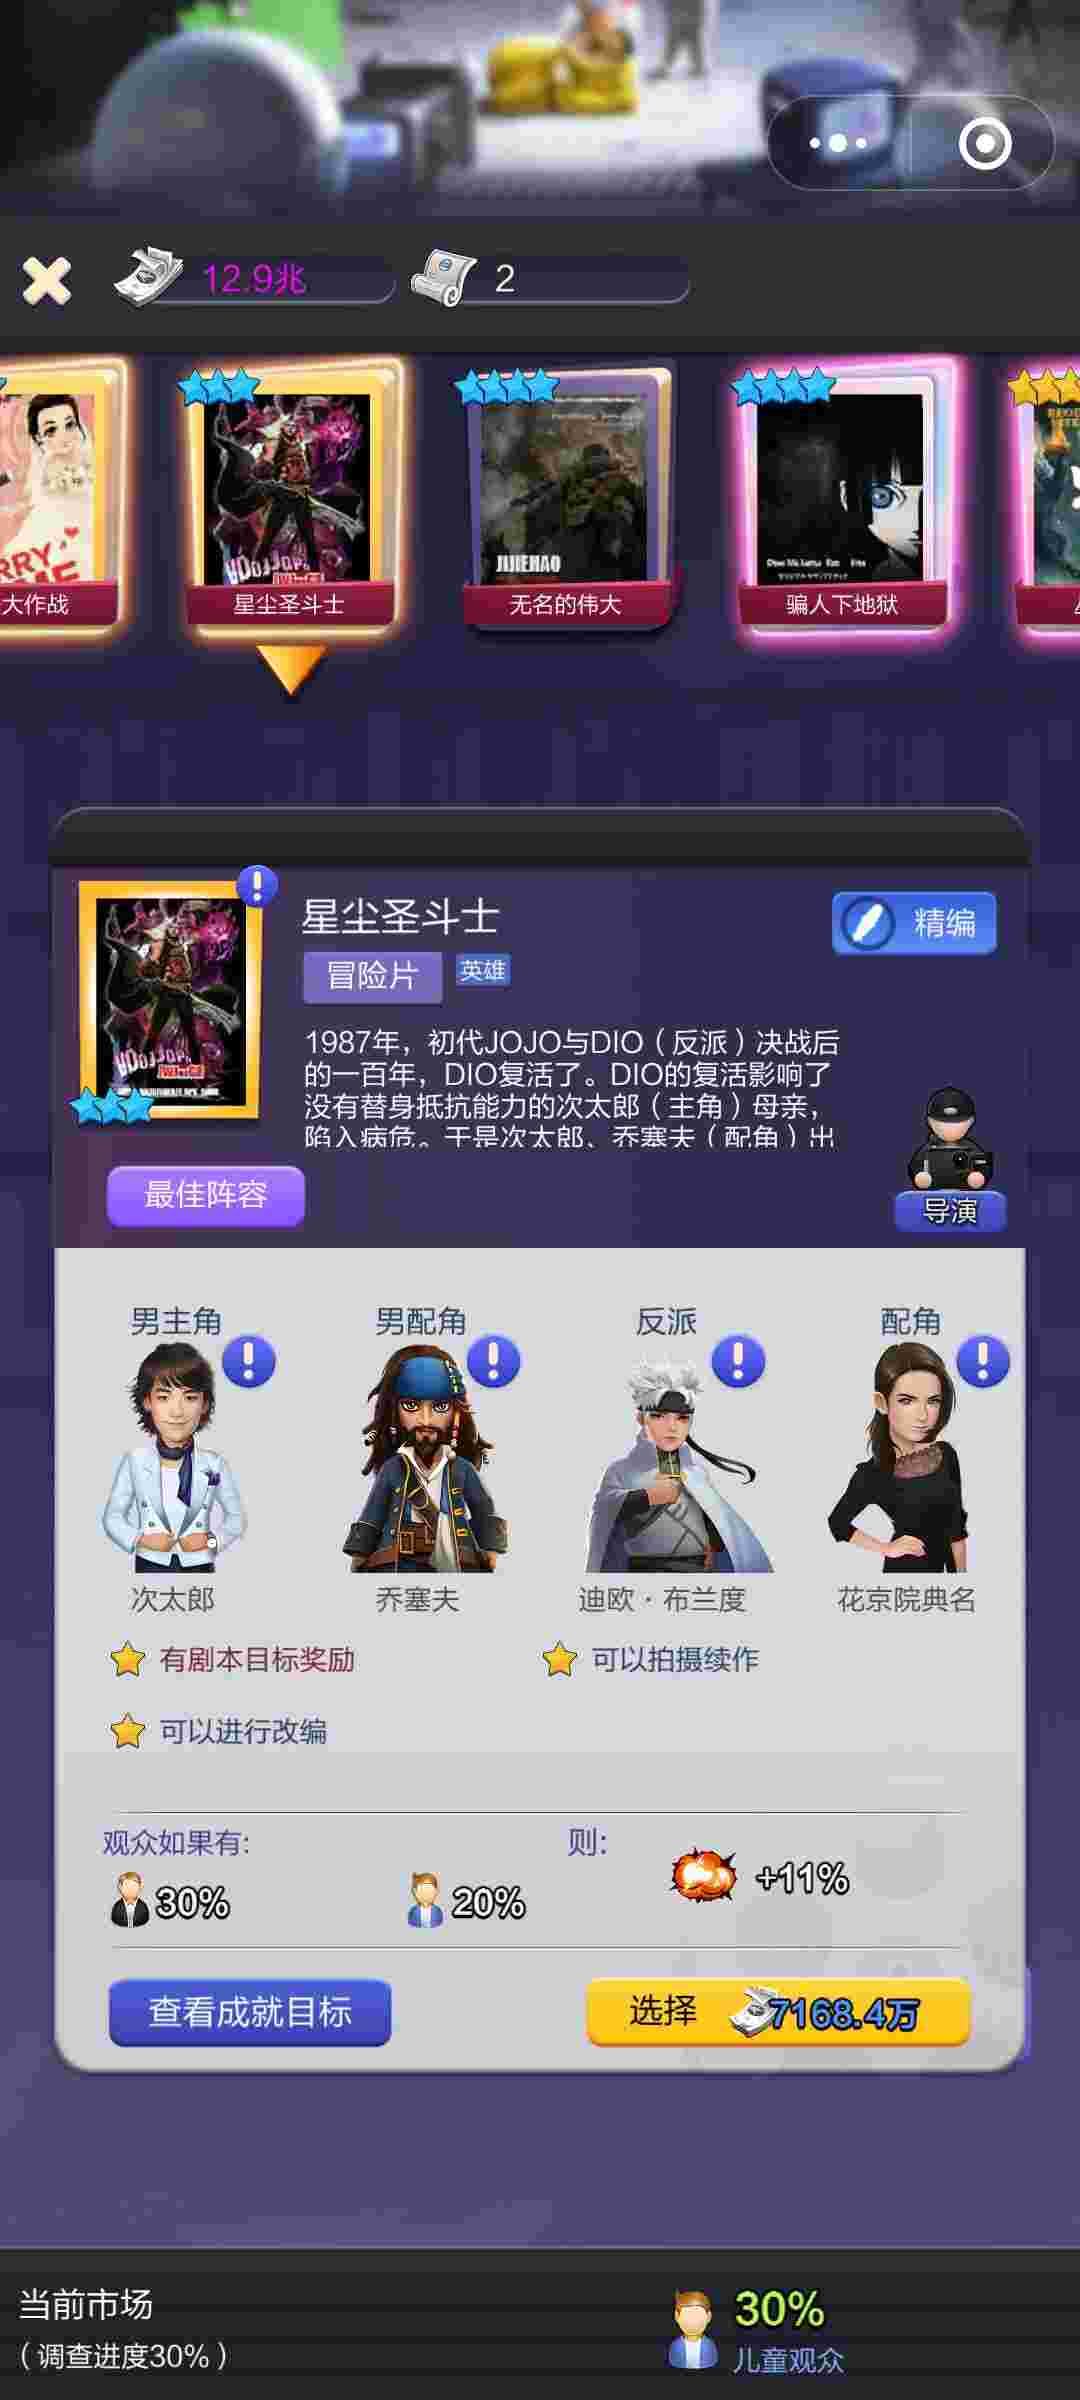 12.9兆
2
JIJIEHAO
大作战
星尘圣斗士
无名的伟大
骗人下地狱
星尘圣斗士
精编
冒险片
英雄
1987年，初代JOJO与DIO（反派）决战后
的一百年，DIO复活了。DIO的复活影响了
没有替身抵抗能力的次太郎（主角）母亲，
陷入病危。于是次太郎、乔塞夫（配角）出
最佳阵容
导演
男主角
男配角
反派
配角
次太郎
乔塞夫
迪欧·布兰度
花京院典名
有剧本目标奖励
可以拍摄续作
可以进行改编
观众如果有:
则:
30%
20%
+11%
查看成就目标
选择
7168.4万
当前市场
（调查进度30%）
30%
儿童观众